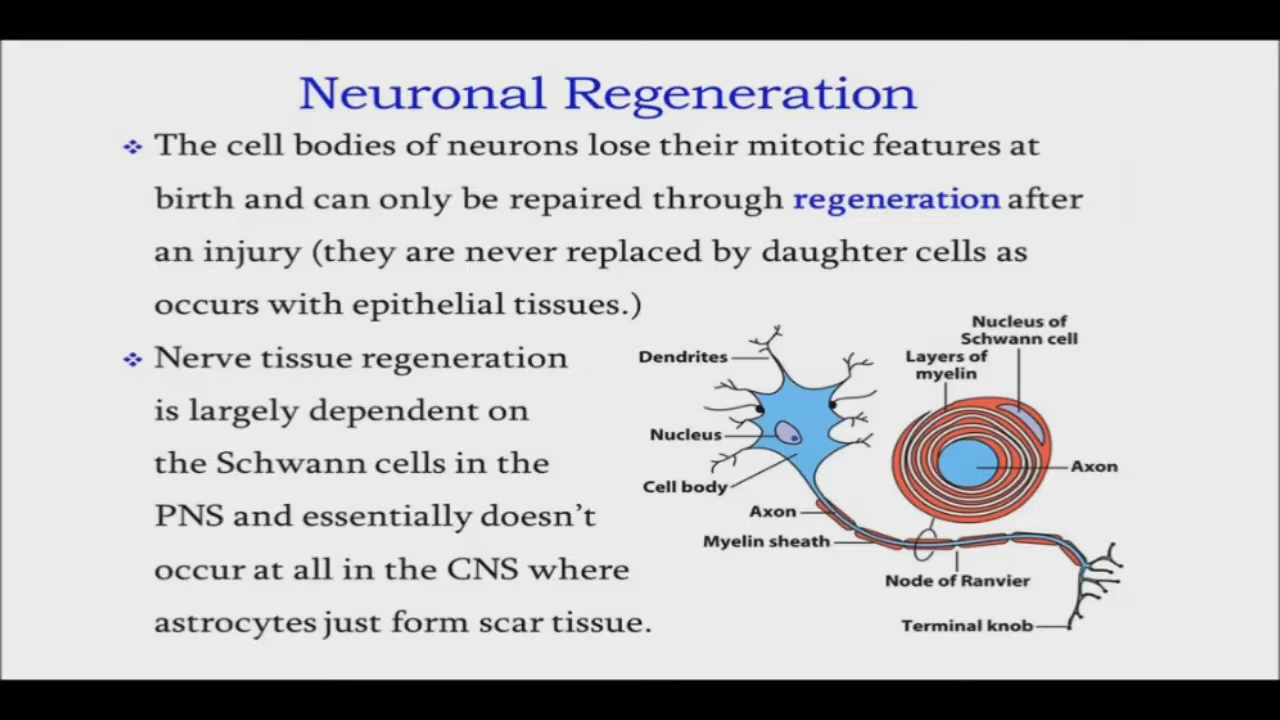 Neuronal Regeneration
❖ The cell bodies of neurons lose their mitotic features at
birth and can only be repaired through regeneration after
an injury (they are never replaced by daughter cells as
occurs with epithelial tissues.)
❖ Nerve tissue regeneration
is largely dependent on
the Schwann cells in the
PNS and essentially doesn't
occur at all in the CNS where
astrocytes just form scar tissue.
Nucleus of
Schwann cell
Layers of
myelin
Dendrites
Nucleus
Cell body
Axon
Axon
Myelin sheath
Node of Ranvier
Terminal knob